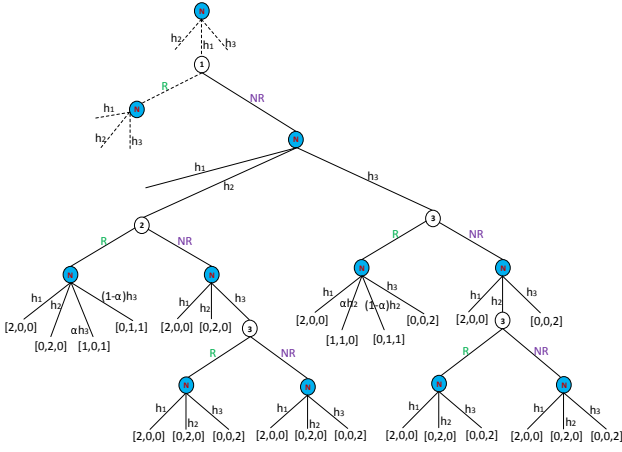 N
h₂ h₁ h₃
1
R NR
h₁ N
h₂ h₃
N
h₁
h₂ h₃
2 3
R NR R NR
N N N N
h₁ h₂ αh₃ (1-α)h₃ h₁ h₂ h₃ h₁ αh₂ (1-α)h₂ h₃ h₁ h₂ h₃
[2,0,0] [0,1,1] [2,0,0] [0,2,0] [2,0,0] [0,0,2] [2,0,0] [0,0,2]
[0,2,0] [1,0,1] 3 [1,1,0] [0,1,1] 3
R NR R NR
N N N N
h₁ h₂ h₃ h₁ h₂ h₃ h₁ h₂ h₃ h₁ h₂ h₃
[2,0,0] [0,2,0] [0,0,2] [2,0,0] [0,2,0] [0,0,2] [2,0,0] [0,2,0] [0,0,2] [2,0,0] [0,2,0] [0,0,2]